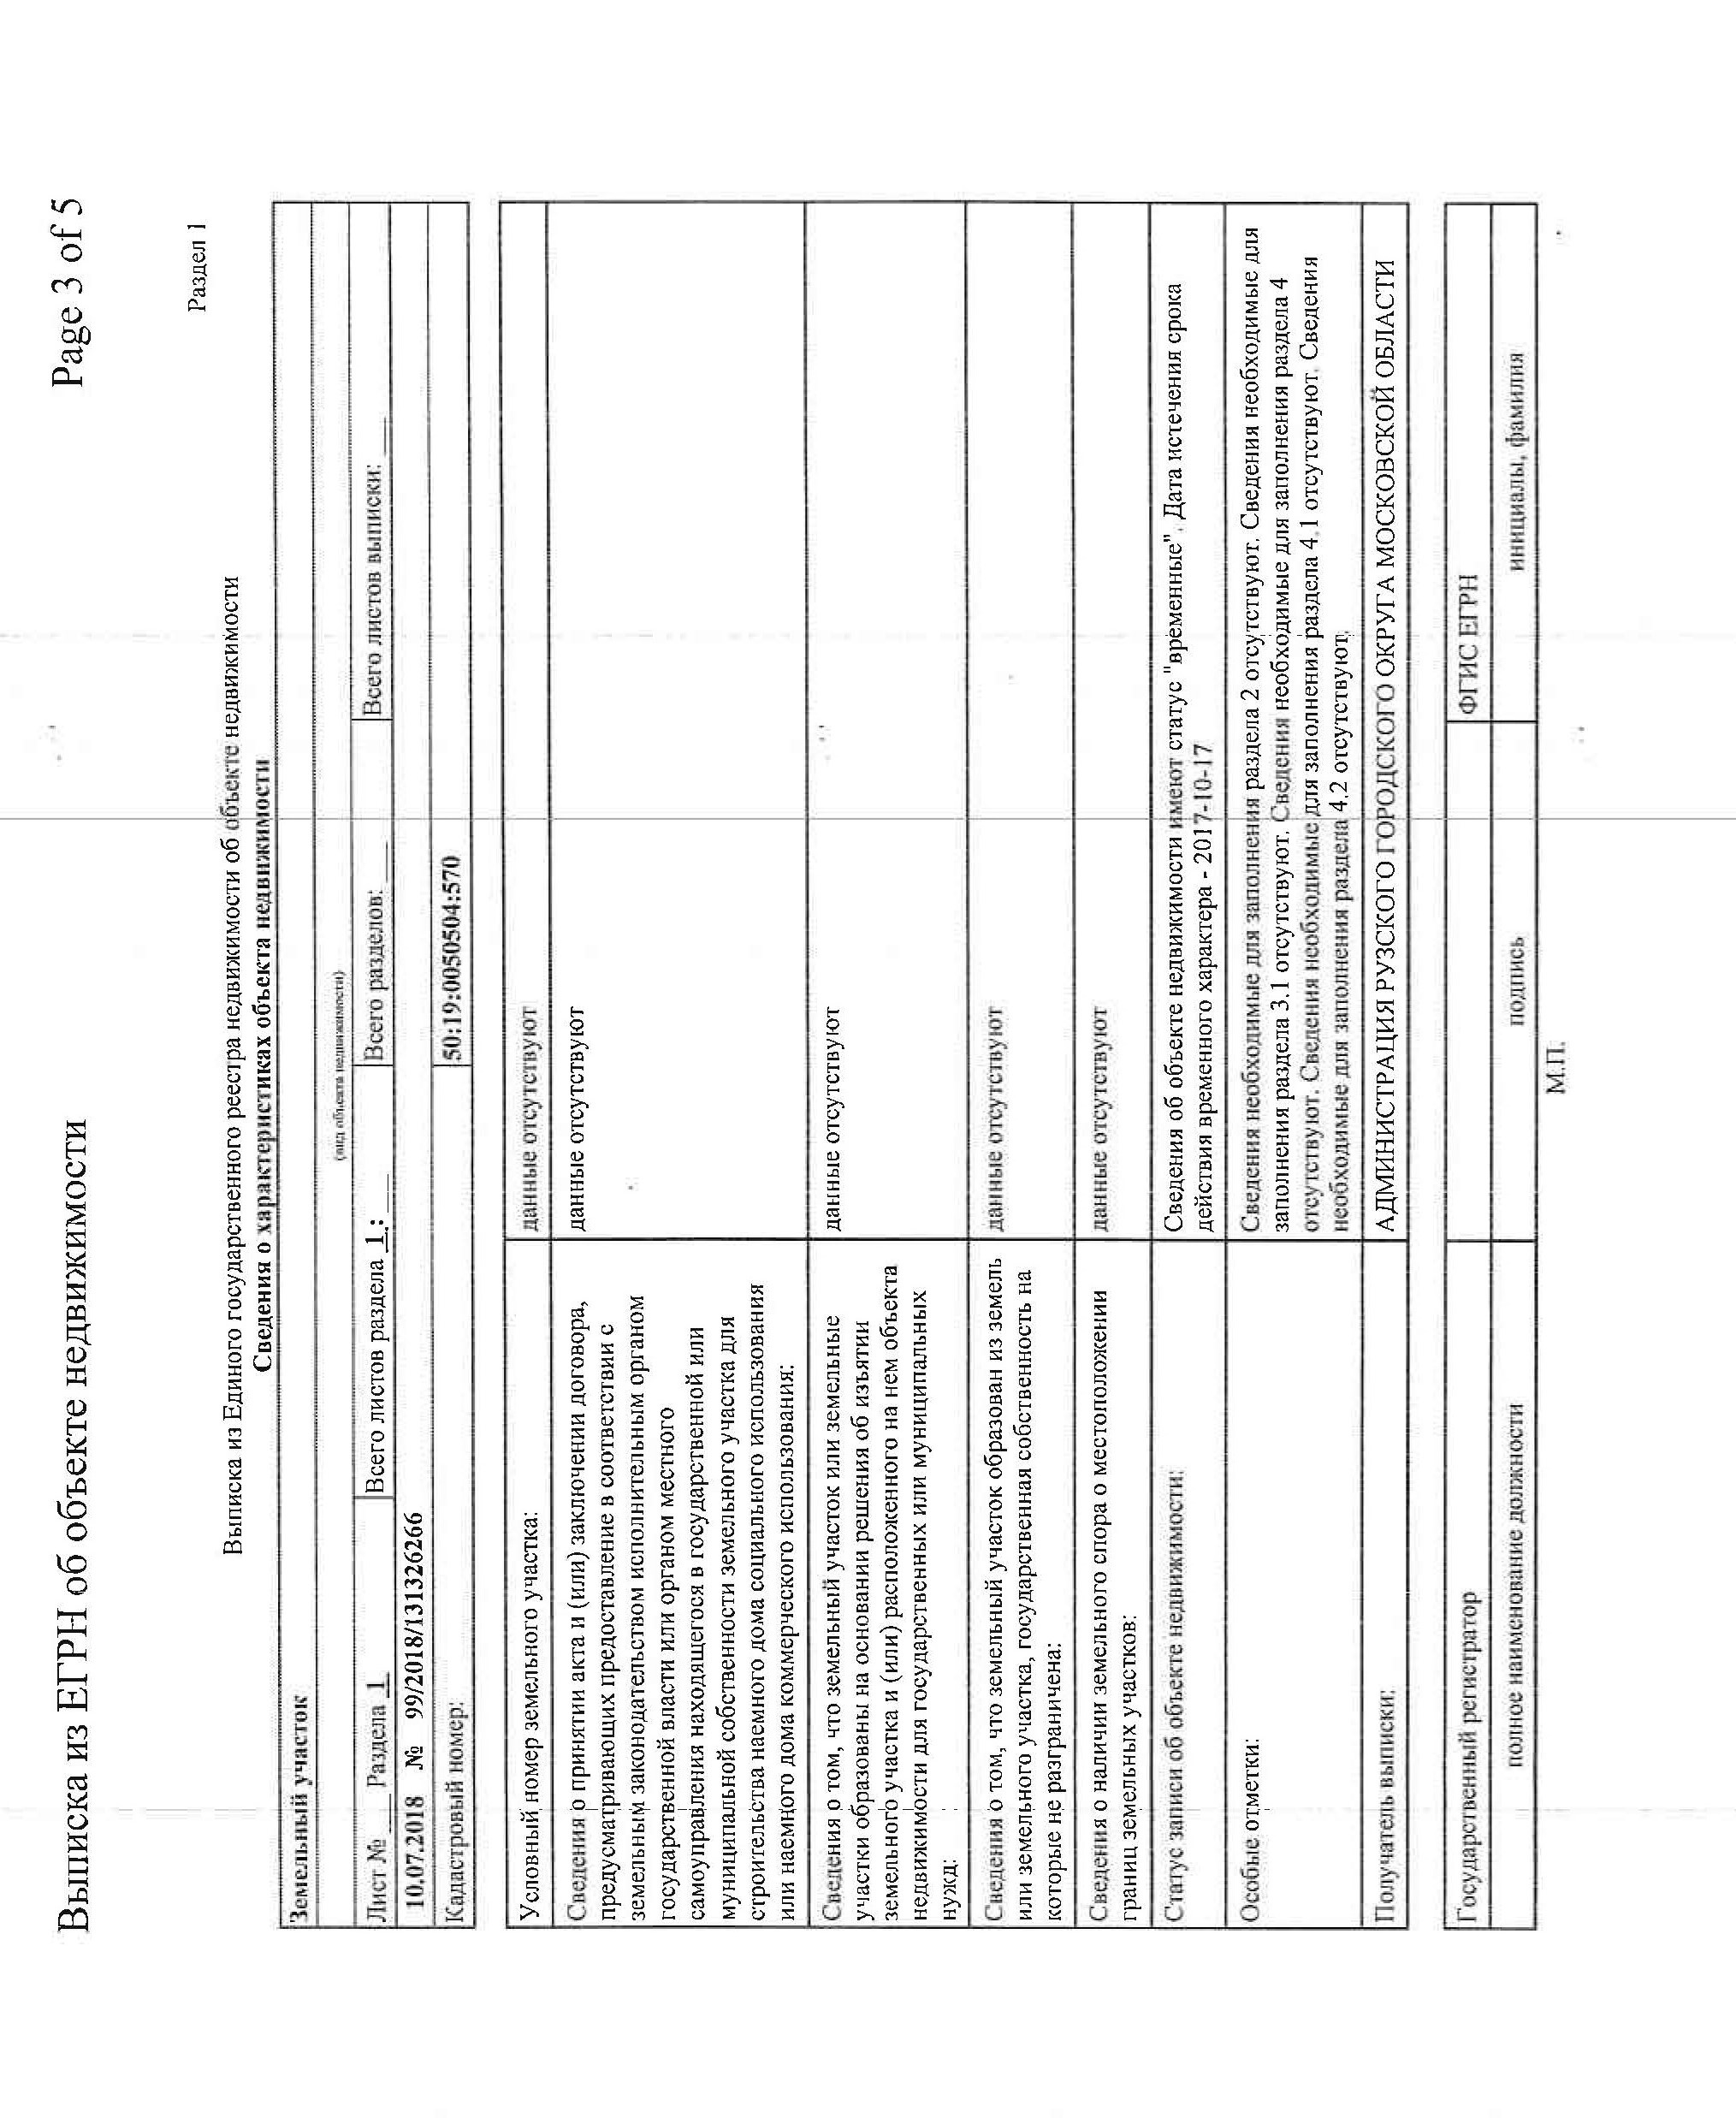 Выписка из ЕГРН об объекте недвижимости
Page 3 of 5
Раздел 1
Выписка из Единого государственного реестра недвижимости об объекте недвижимости
Сведения о характеристиках объекта недвижимости
Земельный участок
(вид объекта недвижимости)
Лист № ___ Раздела 1
Всего листов раздела 1 : ___
Всего разделов: ___
Всего листов выписки: ___
10.07.2018 № 99/2018/131326266
Кадастровый номер:
50:19:0050504:570
Условный номер земельного участка:
данные отсутствуют
Сведения о принятии акта и (или) заключении договора,
предусматривающих предоставление в соответствии с
земельным законодательством исполнительным органом
государственной власти или органом местного
самоуправления находящегося в государственной или
муниципальной собственности земельного участка для
строительства наемного дома социального использования
или наемного дома коммерческого использования:
данные отсутствуют
Сведения о том, что земельный участок или земельные
участки образованы на основании решения об изъятии
земельного участка и (или) расположенного на нем объекта
недвижимости для государственных или муниципальных
нужд:
данные отсутствуют
Сведения о том, что земельный участок образован из земель
или земельного участка, государственная собственность на
которые не разграничена:
данные отсутствуют
Сведения о наличии земельного спора о местоположении
границ земельных участков:
данные отсутствуют
Статус записи об объекте недвижимости:
Сведения об объекте недвижимости имеют статус "временные". Дата истечения срока
действия временного характера - 2017-10-17
Особые отметки:
Сведения необходимые для заполнения раздела 2 отсутствуют. Сведения необходимые для
заполнения раздела 3.1 отсутствуют. Сведения необходимые для заполнения раздела 4
отсутствуют. Сведения необходимые для заполнения раздела 4.1 отсутствуют. Сведения
необходимые для заполнения раздела 4.2 отсутствуют.
Получатель выписки:
АДМИНИСТРАЦИЯ РУЗСКОГО ГОРОДСКОГО ОКРУГА МОСКОВСКОЙ ОБЛАСТИ
Государственный регистратор
ФГИС ЕГРН
полное наименование должности
подпись
инициалы, фамилия
М.П.